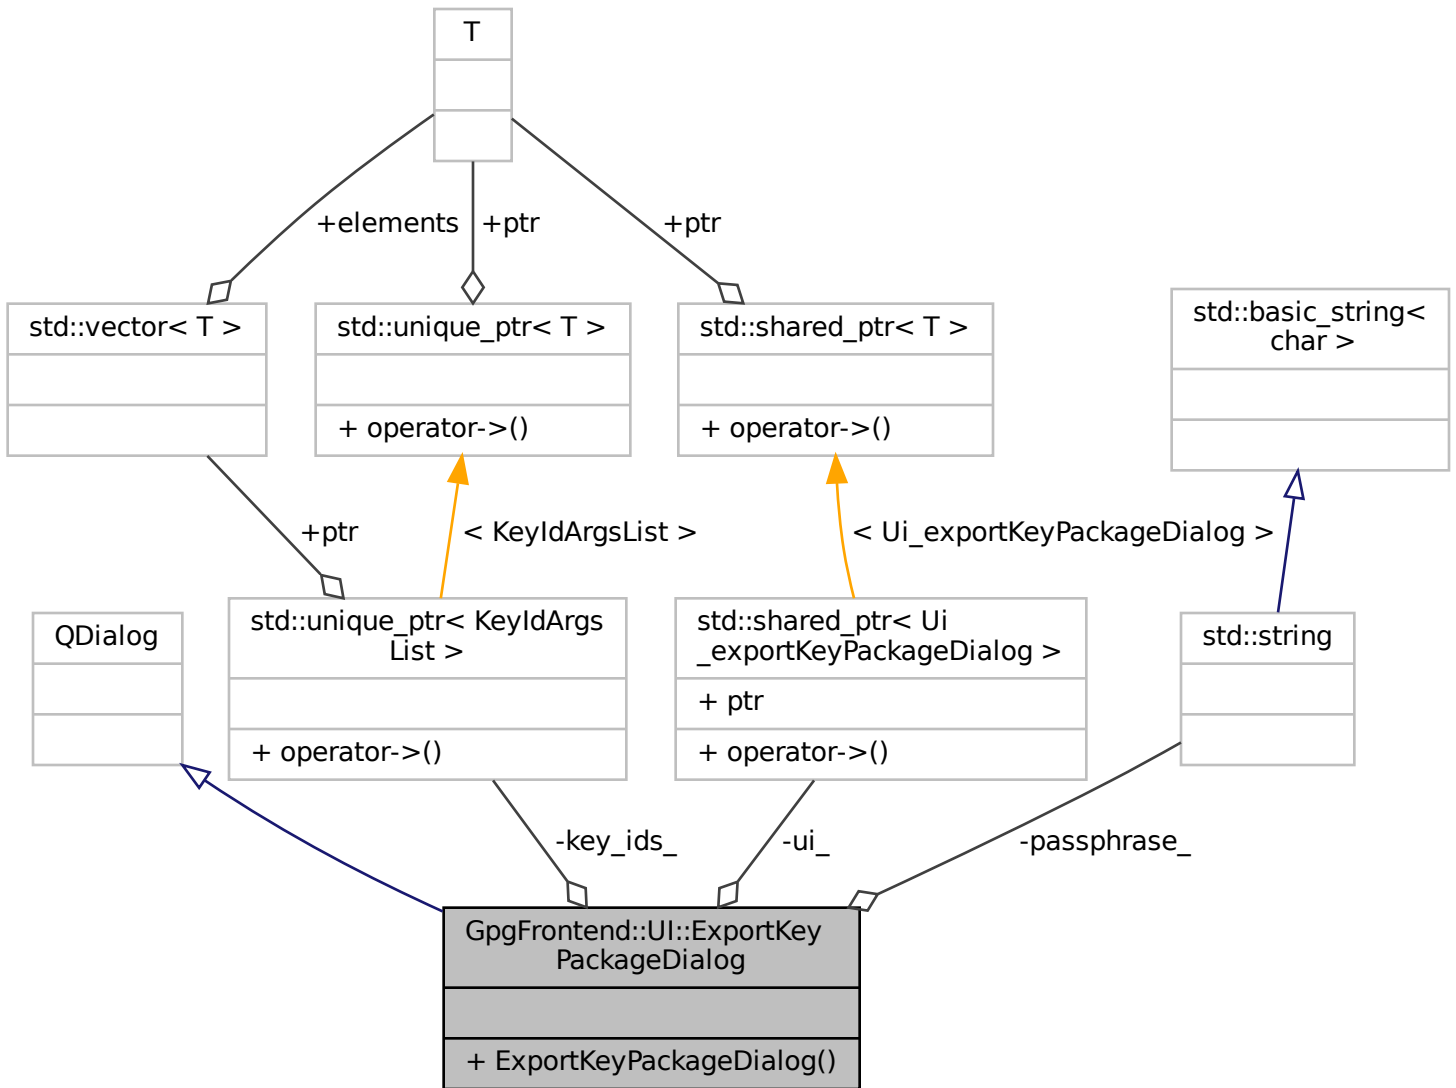 T
+elements
+ptr
+ptr
std::vector< T >
std::unique_ptr< T >
+ operator->()
std::shared_ptr< T >
+ operator->()
std::basic_string<
char >
+ptr
< KeyIdArgsList >
< Ui_exportKeyPackageDialog >
QDialog
std::unique_ptr< KeyIdArgs
List >
+ operator->()
std::shared_ptr< Ui
_exportKeyPackageDialog >
+ ptr
+ operator->()
std::string
-key_ids_
-ui_
-passphrase_
GpgFrontend::UI::ExportKey
PackageDialog
+ ExportKeyPackageDialog()